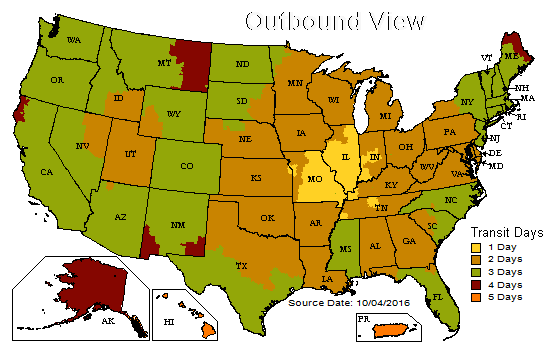 Outbound View
WA
MT
ND
MN
ME
VT
OR
ID
WY
SD
WI
MI
NY
NH
MA
RI
CT
NV
UT
CO
NE
IA
IL
IN
OH
PA
NJ
DE
MD
CA
KS
MO
KY
WV
VA
AZ
NM
OK
AR
TN
NC
SC
TX
LA
MS
AL
GA
FL
Transit Days
1 Day
2 Days
3 Days
4 Days
5 Days
Source Date: 10/04/2016
AK
HI
PR